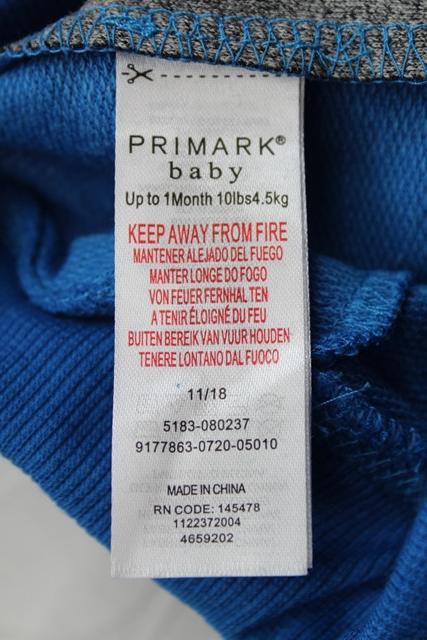 PRIMARK®
baby
Up to 1Month 10lbs4.5kg
KEEP AWAY FROM FIRE
MANTENER ALEJADO DEL FUEGO
MANTER LONGE DO FOGO
VON FEUER FERNHAL TEN
A TENIR ÉLOIGNÉ DU FEU
BUITEN BEREIK VAN VUUR HOUDEN
TENERE LONTANO DAL FUOCO
11/18
5183-080237
9177863-0720-05010
MADE IN CHINA
RN CODE: 145478
1122372004
4659202